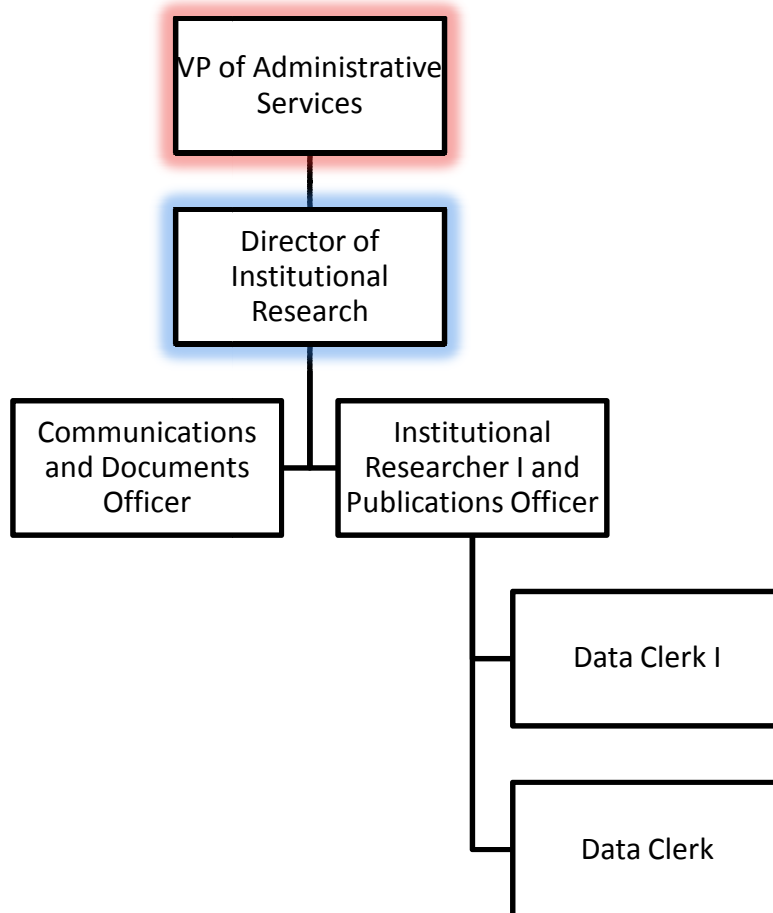 VP of Administrative
Services
Director of
Institutional
Research
Communications
and Documents
Officer
Institutional
Researcher I and
Publications Officer
Data Clerk I
Data Clerk